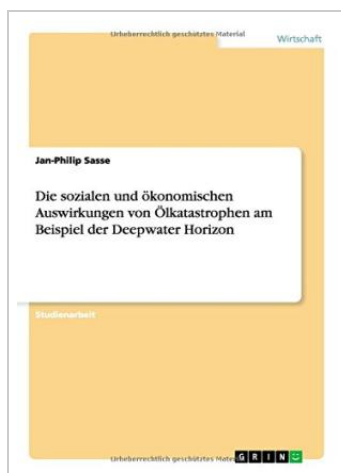 Urheberrechtlich geschütztes Material
Wirtschaft
Jan-Philip Sasse
Die sozialen und ökonomischen
Auswirkungen von Ölkatastrophen am
Beispiel der Deepwater Horizon
Studienarbeit
Urheberrechtlich geschütztes Material
GRIN